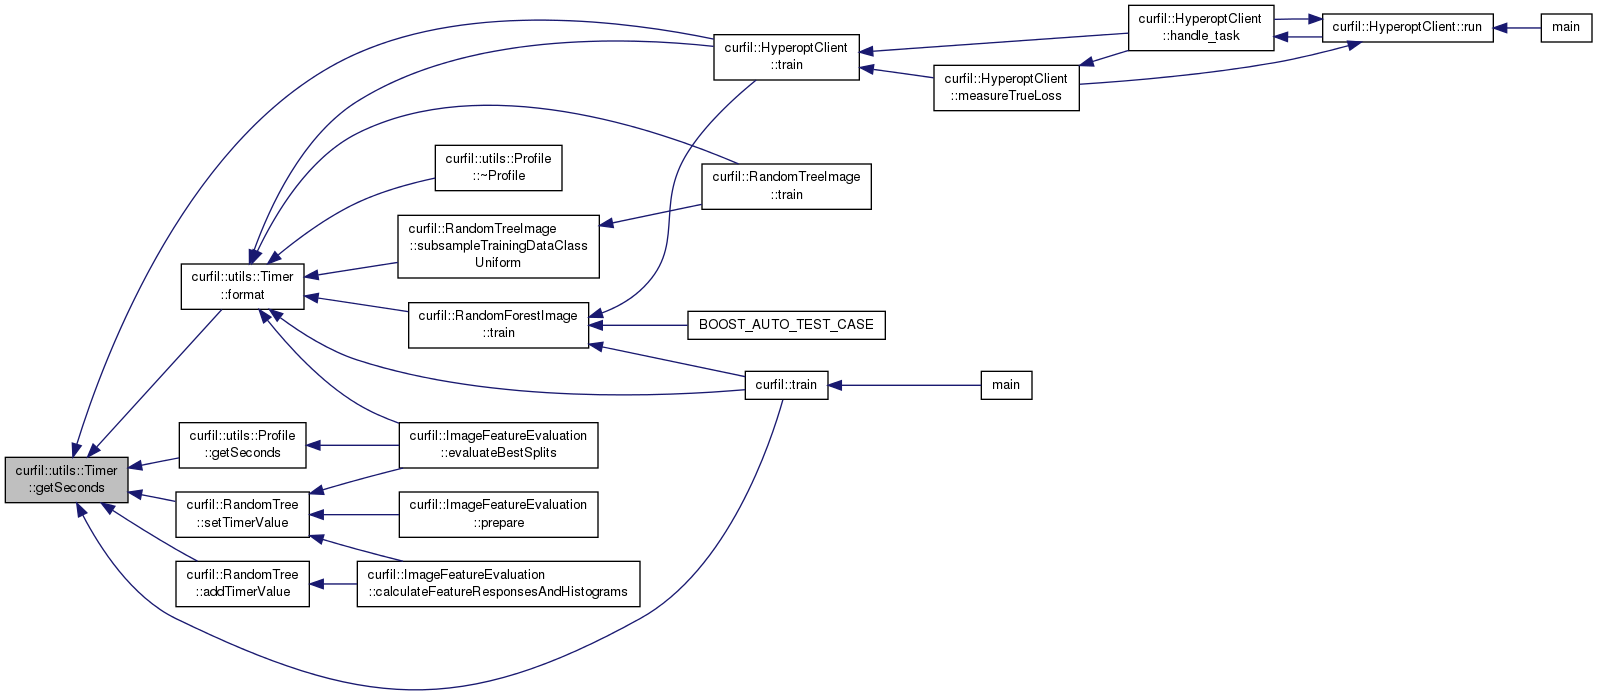 curfil::HyperoptClient
::handle_task
curfil::HyperoptClient::run
main
curfil::HyperoptClient
::train
curfil::HyperoptClient
::measureTrueLoss
curfil::utils::Profile
::~Profile
curfil::RandomTreeImage
::train
curfil::RandomTreeImage
::subsampleTrainingDataClass
Uniform
curfil::utils::Timer
::format
curfil::RandomForestImage
::train
BOOST_AUTO_TEST_CASE
curfil::train
main
curfil::utils::Profile
::getSeconds
curfil::ImageFeatureEvaluation
::evaluateBestSplits
curfil::utils::Timer
::getSeconds
curfil::RandomTree
::setTimerValue
curfil::ImageFeatureEvaluation
::prepare
curfil::RandomTree
::addTimerValue
curfil::ImageFeatureEvaluation
::calculateFeatureResponsesAndHistograms